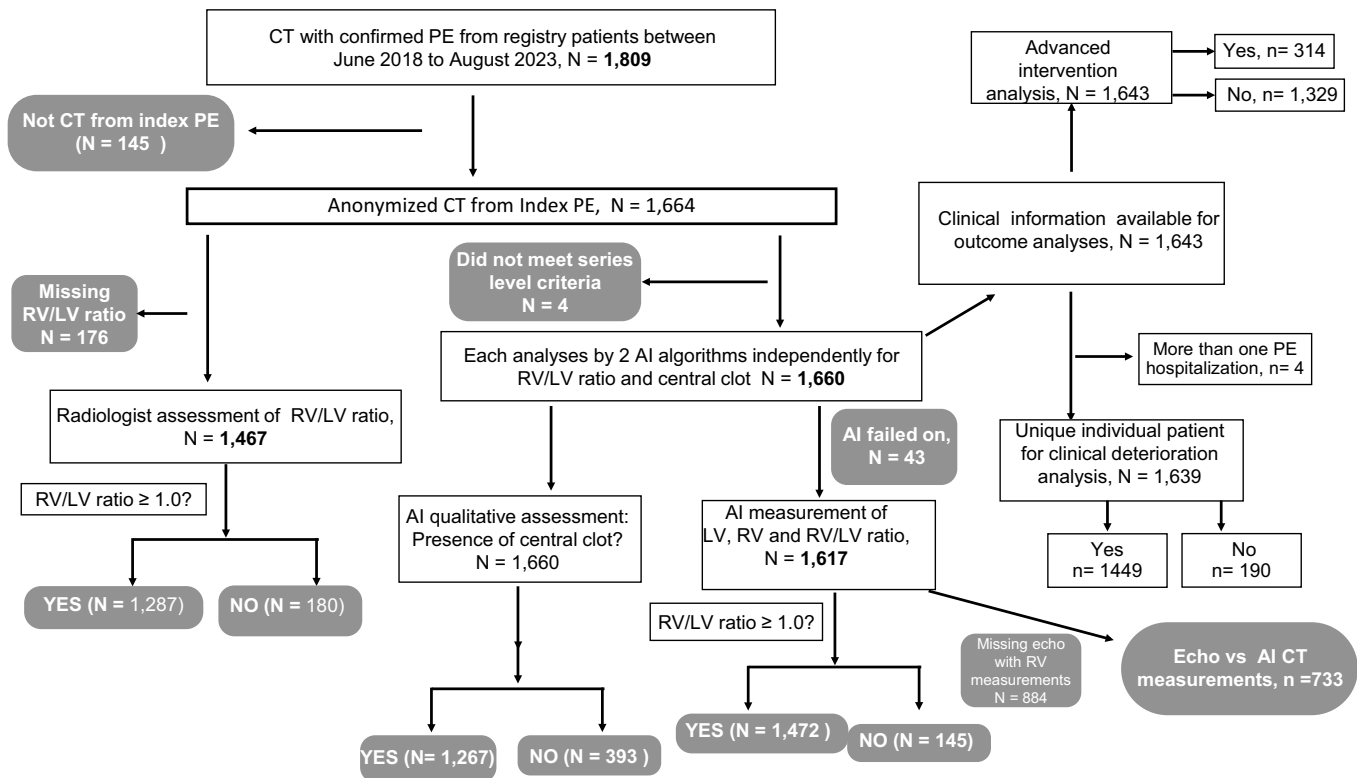 CT with confirmed PE from registry patients between
June 2018 to August 2023, N = 1,809
Not CT from index PE
(N = 145 )
Anonymized CT from Index PE, N = 1,664
Missing
RV/LV ratio
N = 176
Did not meet series
level criteria
N = 4
Radiologist assessment of RV/LV ratio,
N = 1,467
RV/LV ratio ≥ 1.0?
YES (N = 1,287)
NO (N = 180)
Each analyses by 2 AI algorithms independently for
RV/LV ratio and central clot N = 1,660
AI qualitative assessment:
Presence of central clot?
N = 1,660
YES (N= 1,267)
NO (N = 393 )
AI failed on,
N = 43
AI measurement of
LV, RV and RV/LV ratio,
N = 1,617
RV/LV ratio ≥ 1.0?
YES (N = 1,472 )
NO (N = 145)
Missing echo
with RV
measurements
N = 884
Echo vs AI CT
measurements, n =733
Advanced
intervention
analysis, N = 1,643
Yes, n= 314
No, n= 1,329
Clinical information available for
outcome analyses, N = 1,643
More than one PE
hospitalization, n= 4
Unique individual patient
for clinical deterioration
analysis, N = 1,639
Yes
n= 1449
No
n= 190